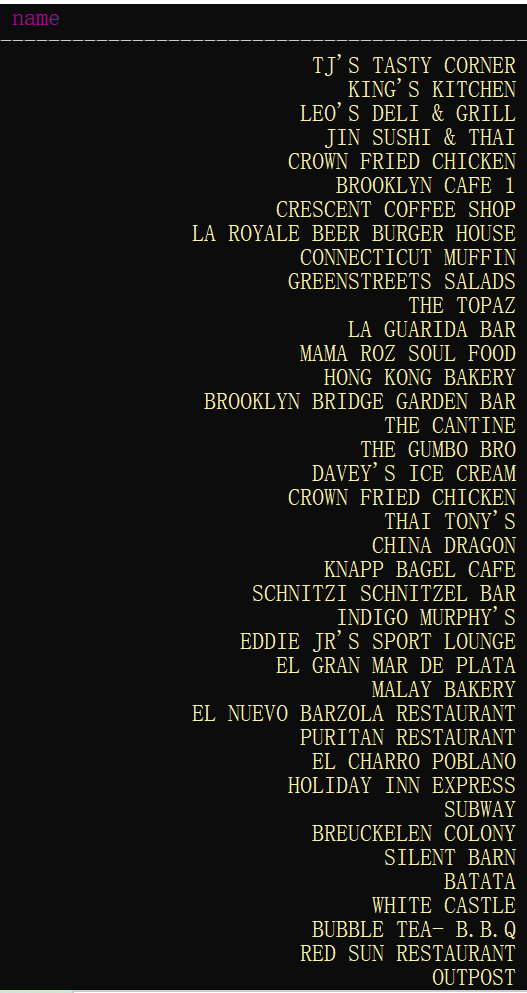 name
TJ'S TASTY CORNER
KING'S KITCHEN
LEO'S DELI & GRILL
JIN SUSHI & THAI
CROWN FRIED CHICKEN
BROOKLYN CAFE 1
CRESCENT COFFEE SHOP
LA ROYALE BEER BURGER HOUSE
CONNECTICUT MUFFIN
GREENSTREETS SALADS
THE TOPAZ
LA GUARIDA BAR
MAMA ROZ SOUL FOOD
HONG KONG BAKERY
BROOKLYN BRIDGE GARDEN BAR
THE CANTINE
THE GUMBO BRO
DAVEY'S ICE CREAM
CROWN FRIED CHICKEN
THAI TONY'S
CHINA DRAGON
KNAPP BAGEL CAFE
SCHNITZI SCHNITZEL BAR
INDIGO MURPHY'S
EDDIE JR'S SPORT LOUNGE
EL GRAN MAR DE PLATA
MALAY BAKERY
EL NUEVO BARZOLA RESTAURANT
PURITAN RESTAURANT
EL CHARRO POBLANO
HOLIDAY INN EXPRESS
SUBWAY
BREUCKELEN COLONY
SILENT BARN
BATATA
WHITE CASTLE
BUBBLE TEA- B.B.Q
RED SUN RESTAURANT
OUTPOST